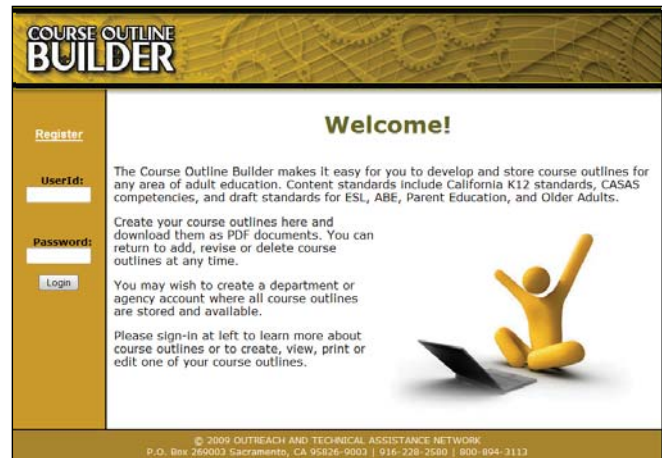 COURSE OUTLINE
BUILDER
Register
UserId:
Password:
Login
Welcome!
The Course Outline Builder makes it easy for you to develop and store course outlines for
any area of adult education. Content standards include California K12 standards, CASAS
competencies, and draft standards for ESL, ABE, Parent Education, and Older Adults.
Create your course outlines here and
download them as PDF documents. You can
return to add, revise or delete course
outlines at any time.
You may wish to create a department or
agency account where all course outlines
are stored and available.
Please sign-in at left to learn more about
course outlines or to create, view, print or
edit one of your course outlines.
© 2009 OUTREACH AND TECHNICAL ASSISTANCE NETWORK
P.O. Box 269003 Sacramento, CA 95826-9003 | 916-228-2580 | 800-894-3113